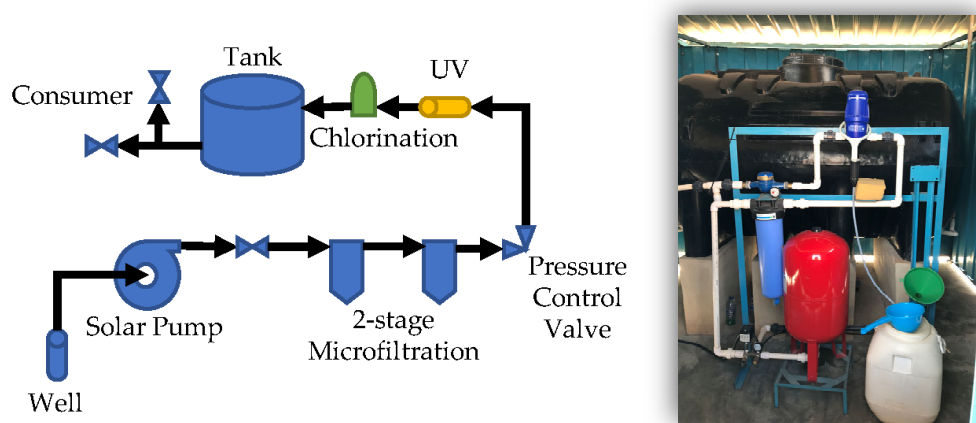 Tank
UV
Consumer
Chlorination
Solar Pump
2-stage
Microfiltration
Pressure
Control
Valve
Well